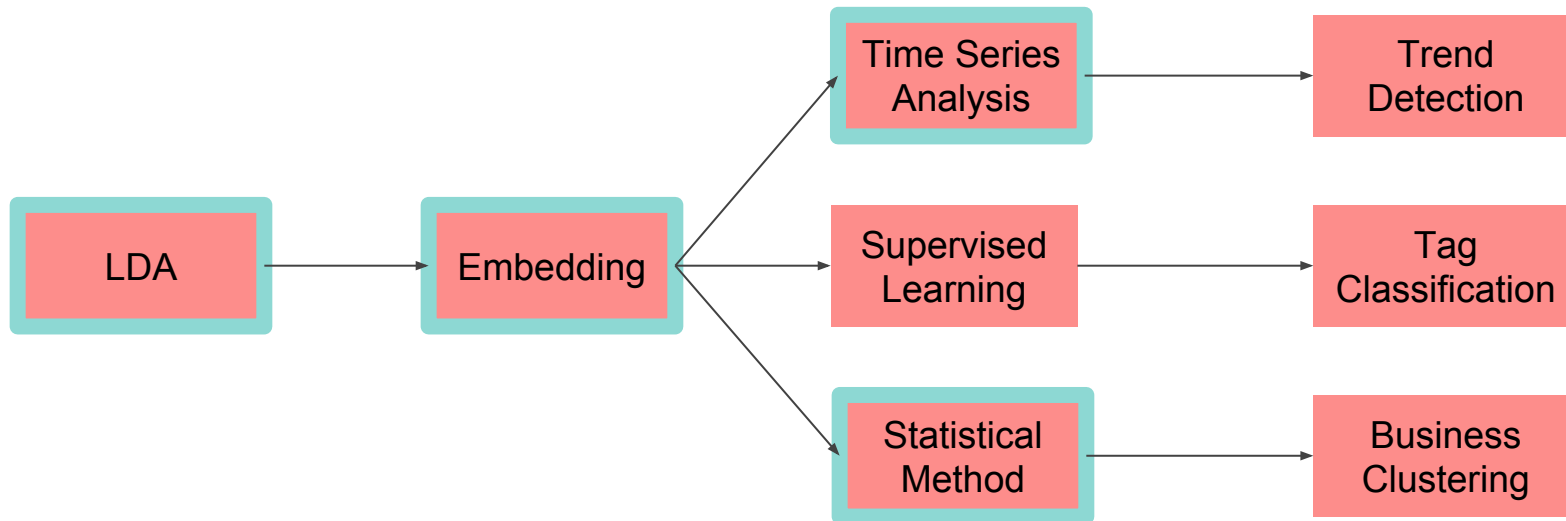 LDA
Embedding
Time Series
Analysis
Trend
Detection
Supervised
Learning
Tag
Classification
Statistical
Method
Business
Clustering